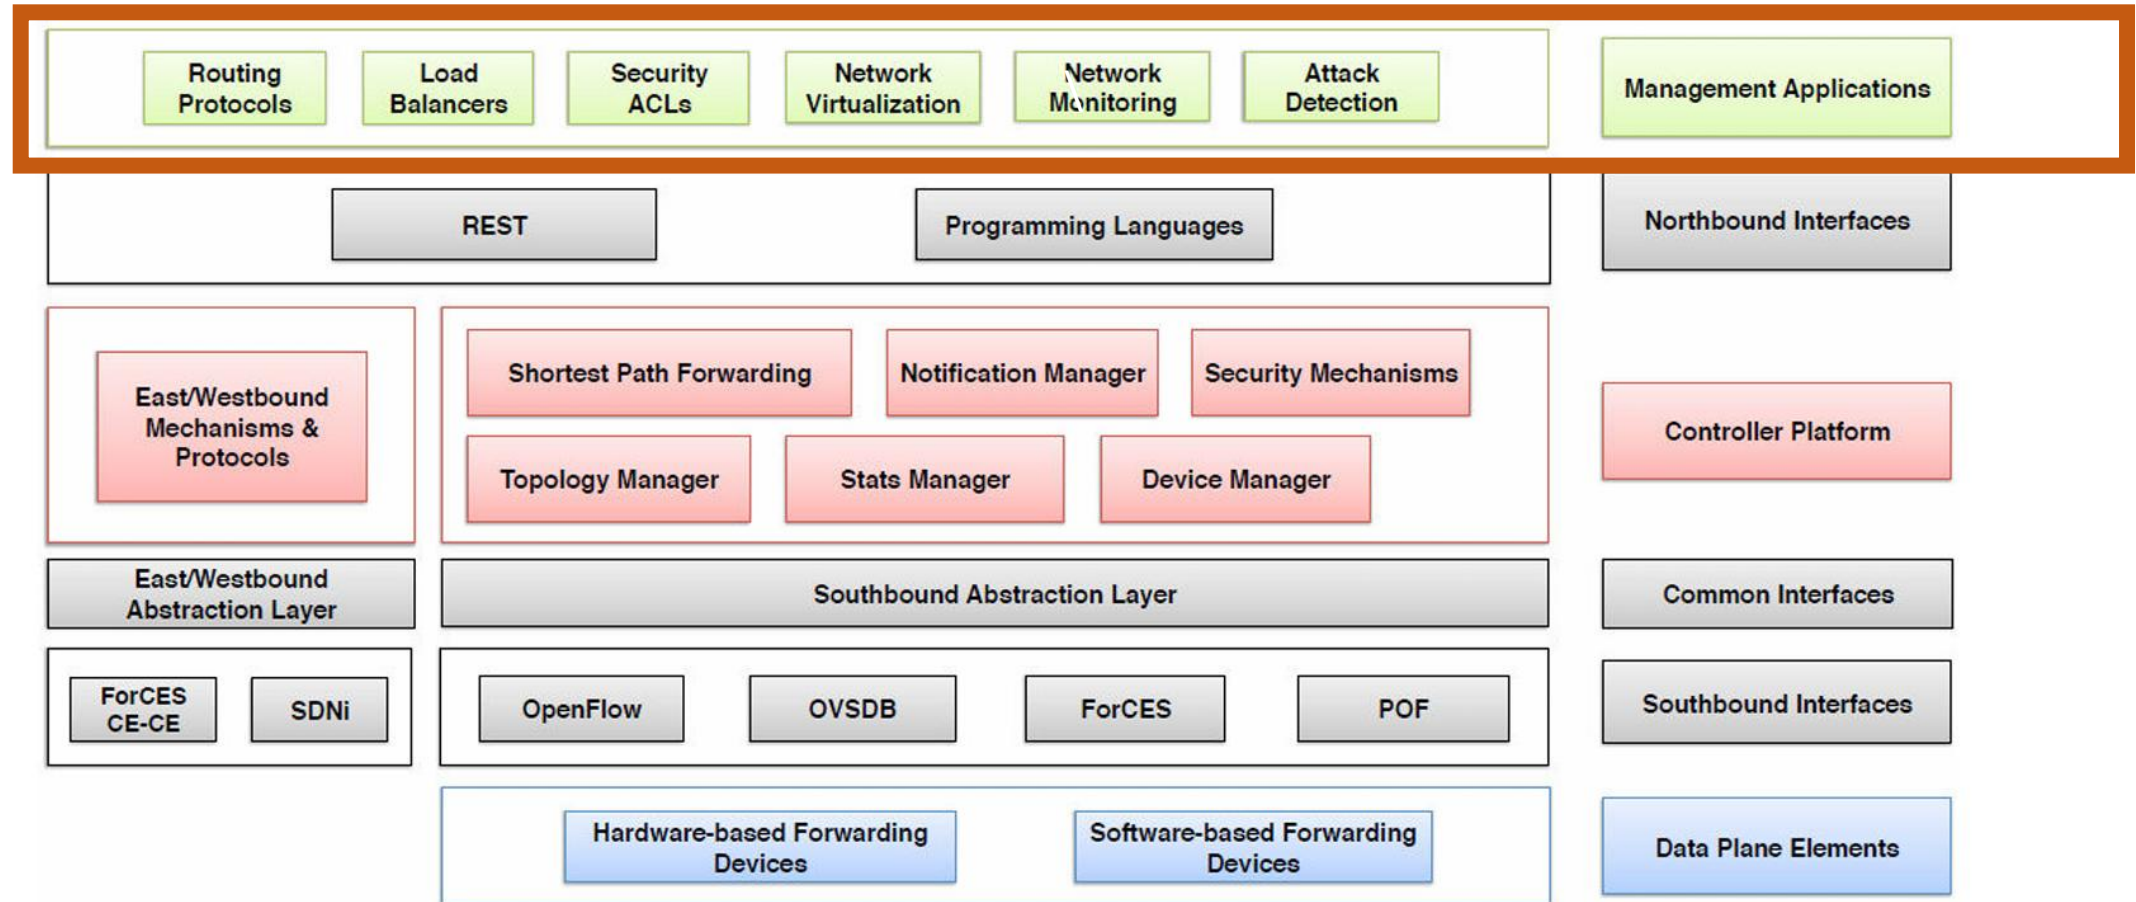 Routing
Protocols
Load
Balancers
Security
ACLs
Network
Virtualization
Network
Monitoring
Attack
Detection
Management Applications
REST
Programming Languages
Northbound Interfaces
East/Westbound
Mechanisms &
Protocols
Shortest Path Forwarding
Notification Manager
Security Mechanisms
Topology Manager
Stats Manager
Device Manager
Controller Platform
East/Westbound
Abstraction Layer
Southbound Abstraction Layer
Common Interfaces
ForCES
CE-CE
SDNi
OpenFlow
OVSDB
ForCES
POF
Southbound Interfaces
Hardware-based Forwarding
Devices
Software-based Forwarding
Devices
Data Plane Elements